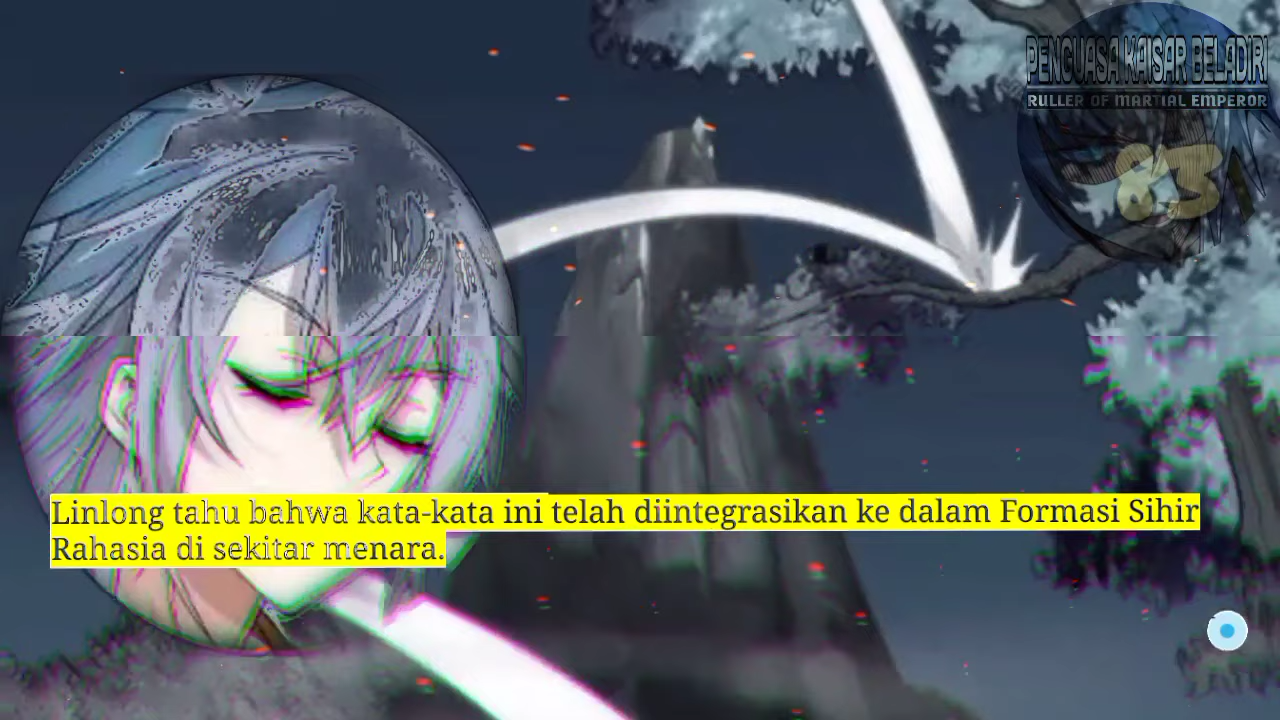 PENGUASA KAISAR BELADIRI
RULLER OF MARTIAL EMPEROR
83
Linlong tahu bahwa kata-kata ini telah diintegrasikan ke dalam Formasi Sihir
Rahasia di sekitar menara.